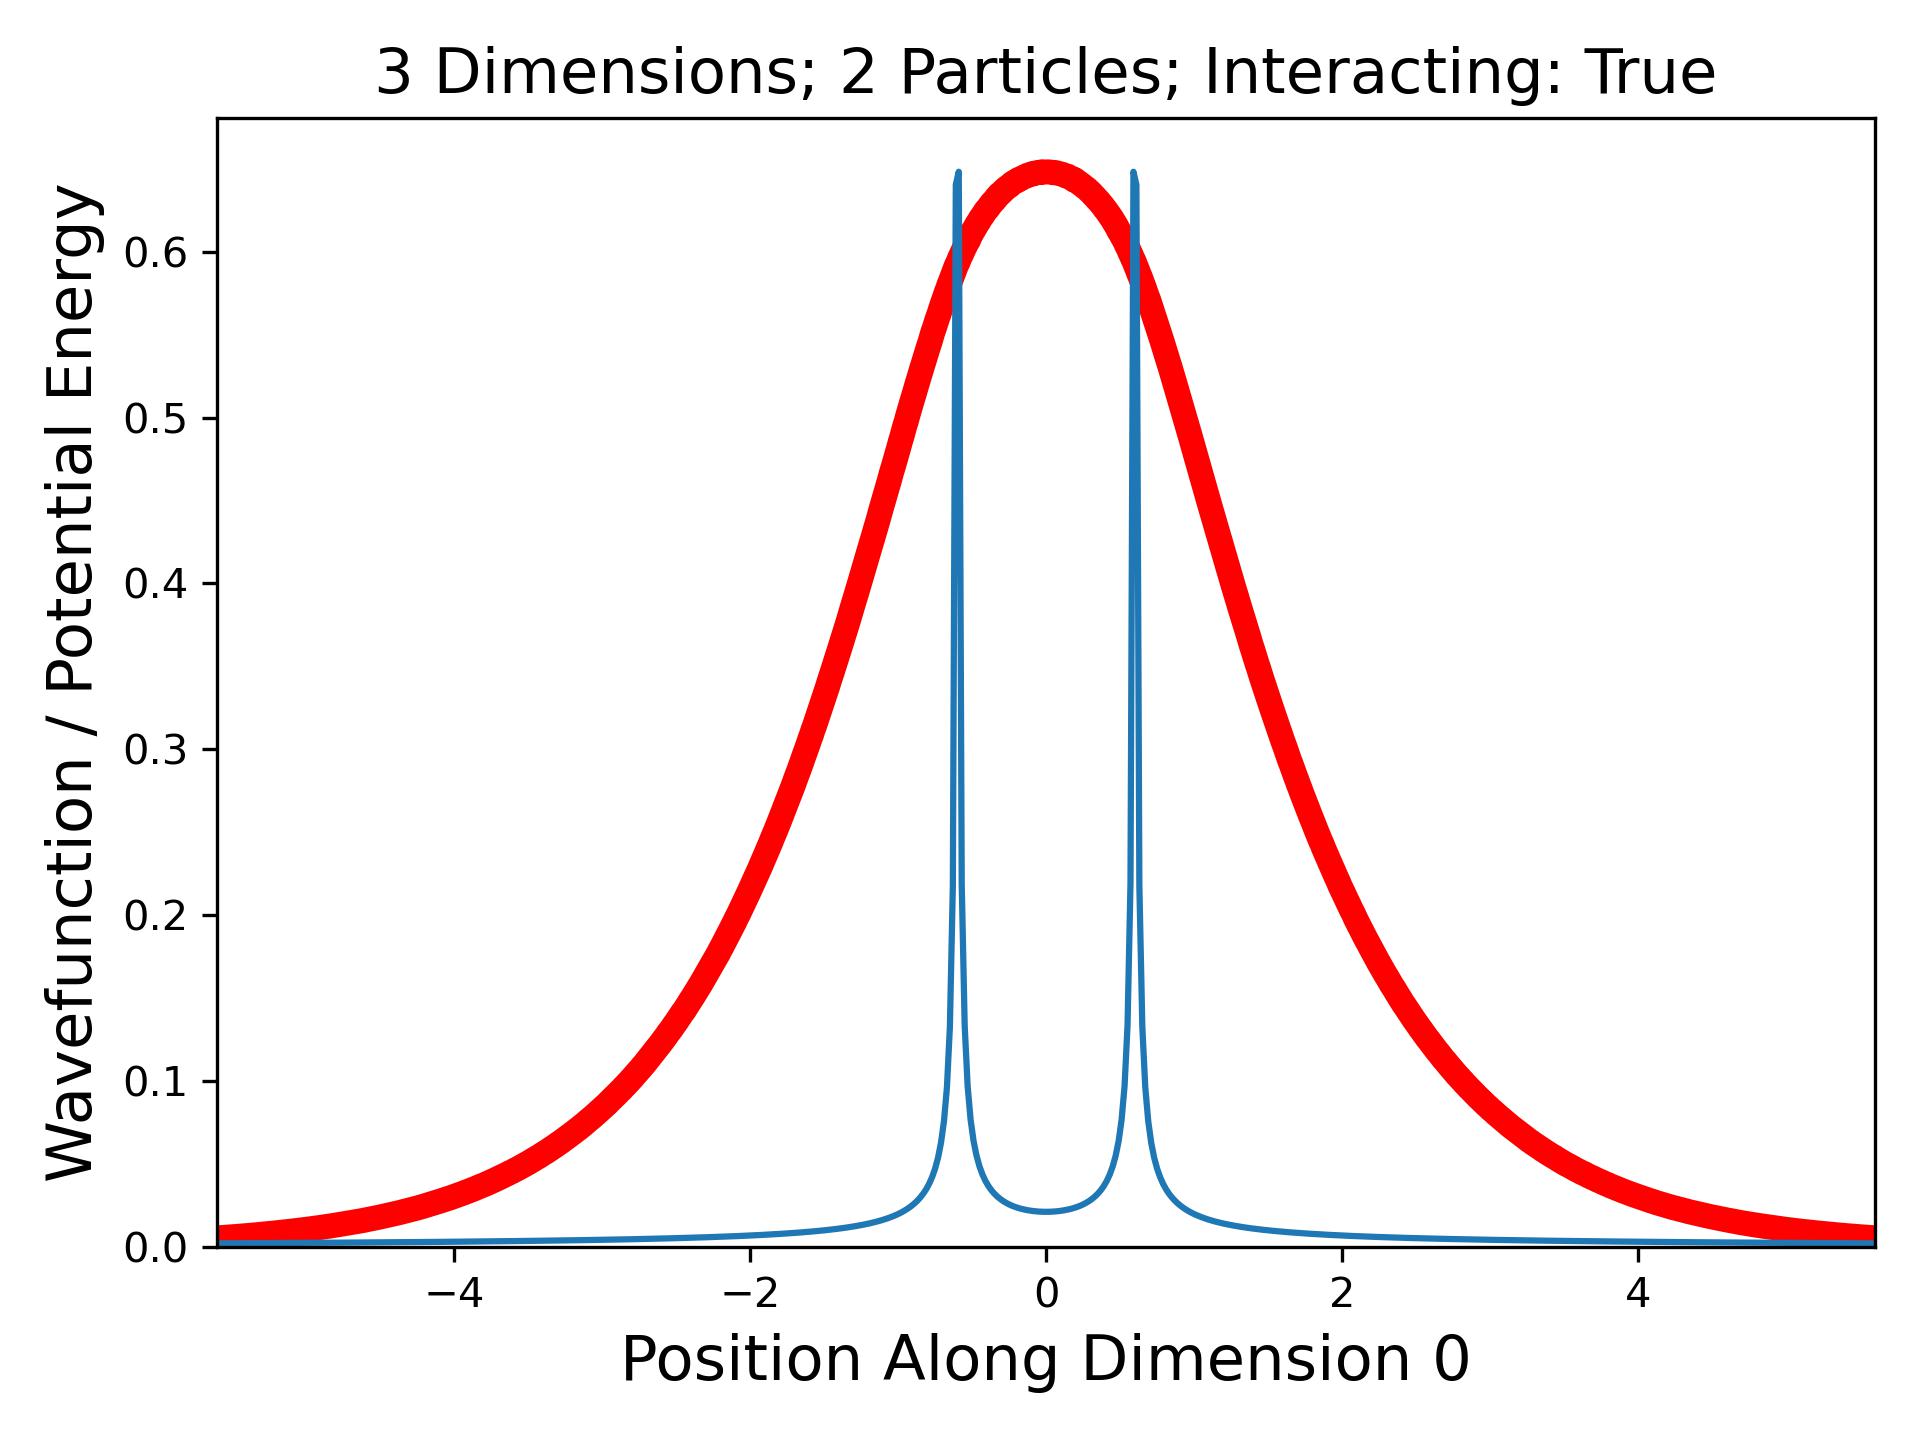 3 Dimensions; 2 Particles; Interacting: True
Wavefunction / Potential Energy
0.6
0.5
0.4
0.3
0.2
0.1
0.0
−4 −2 0 2 4
Position Along Dimension 0